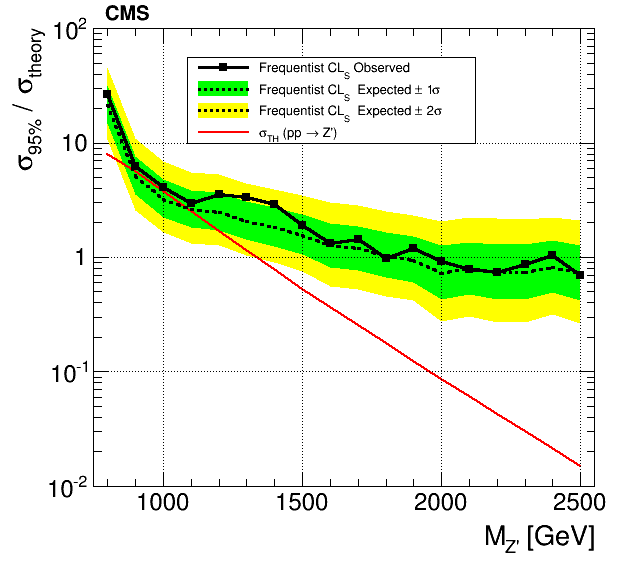 CMS
σ95% / σtheory
10²
10
1
10⁻¹
10⁻²
Frequentist CLS Observed
Frequentist CLS Expected ± 1σ
Frequentist CLS Expected ± 2σ
σTH (pp → Z')
1000 1500 2000 2500
MZ' [GeV]